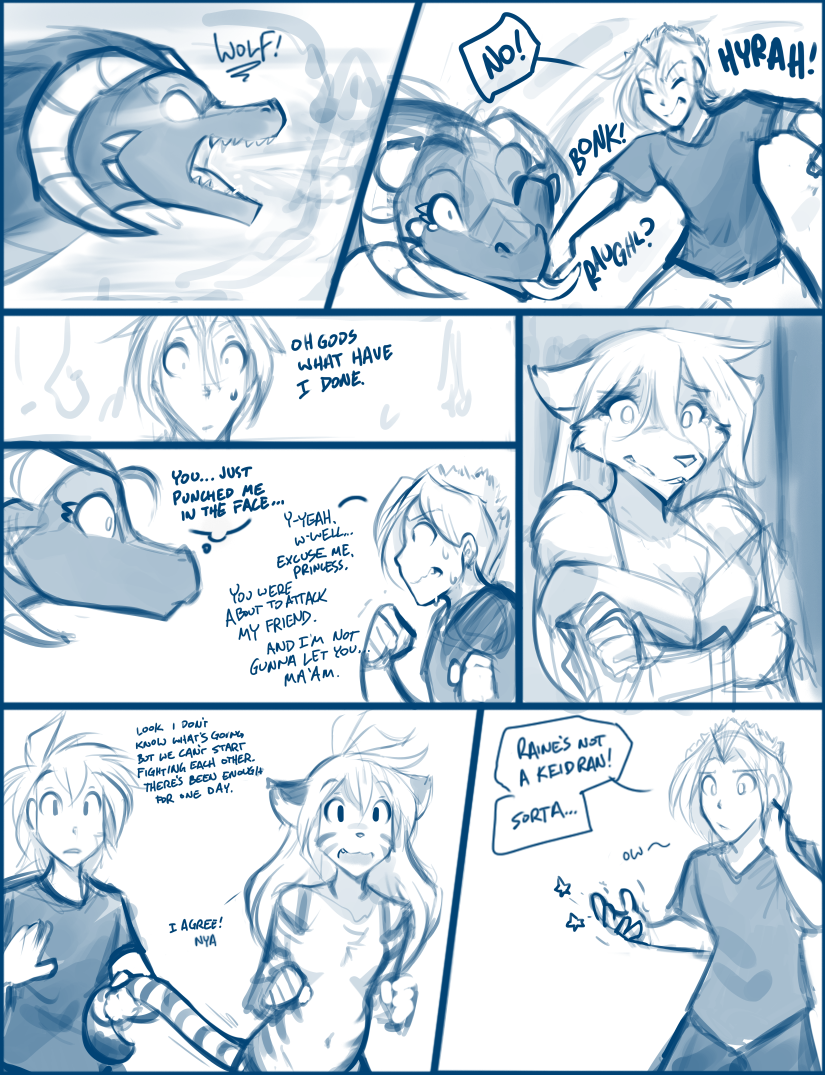 WOLF!
NO!
HYRAH!
BONK!
RAUGHL?
OH GODS
WHAT HAVE
I DONE.
YOU... JUST
PUNCHED ME
IN THE FACE...
Y-YEAH.
W-WELL...
EXCUSE ME,
PRINCESS.
YOU WERE
ABOUT TO ATTACK
MY FRIEND.
AND I'M NOT
GUNNA LET YOU...
MA'AM.
LOOK I DON'T
KNOW WHAT'S GOING
BUT WE CAN'T START
FIGHTING EACH OTHER.
THERE'S BEEN ENOUGH
FOR ONE DAY.
I AGREE!
NYA
RAINE'S NOT
A KEIDRAN!
SORTA...
OW~